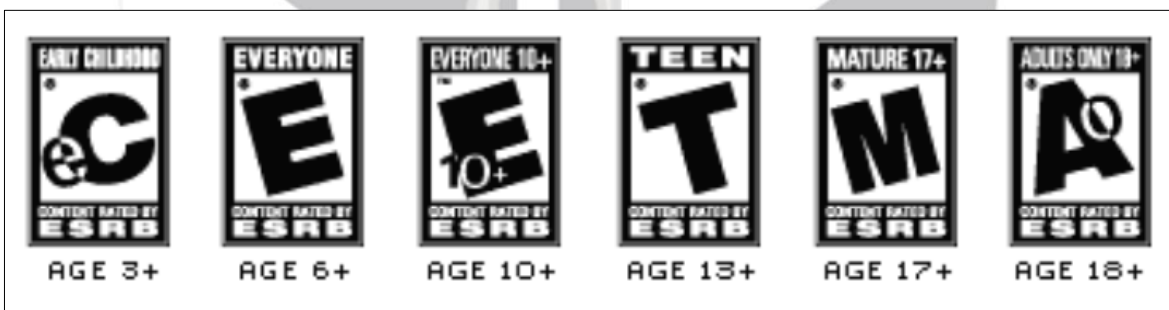 EARLY CHILDHOOD
eC
CONTENT RATED BY
ESRB
AGE 3+
EVERYONE
E
CONTENT RATED BY
ESRB
AGE 6+
EVERYONE 10+
E
10+
CONTENT RATED BY
ESRB
AGE 10+
TEEN
T
CONTENT RATED BY
ESRB
AGE 13+
MATURE 17+
M
CONTENT RATED BY
ESRB
AGE 17+
ADULTS ONLY 18+
Ao
CONTENT RATED BY
ESRB
AGE 18+